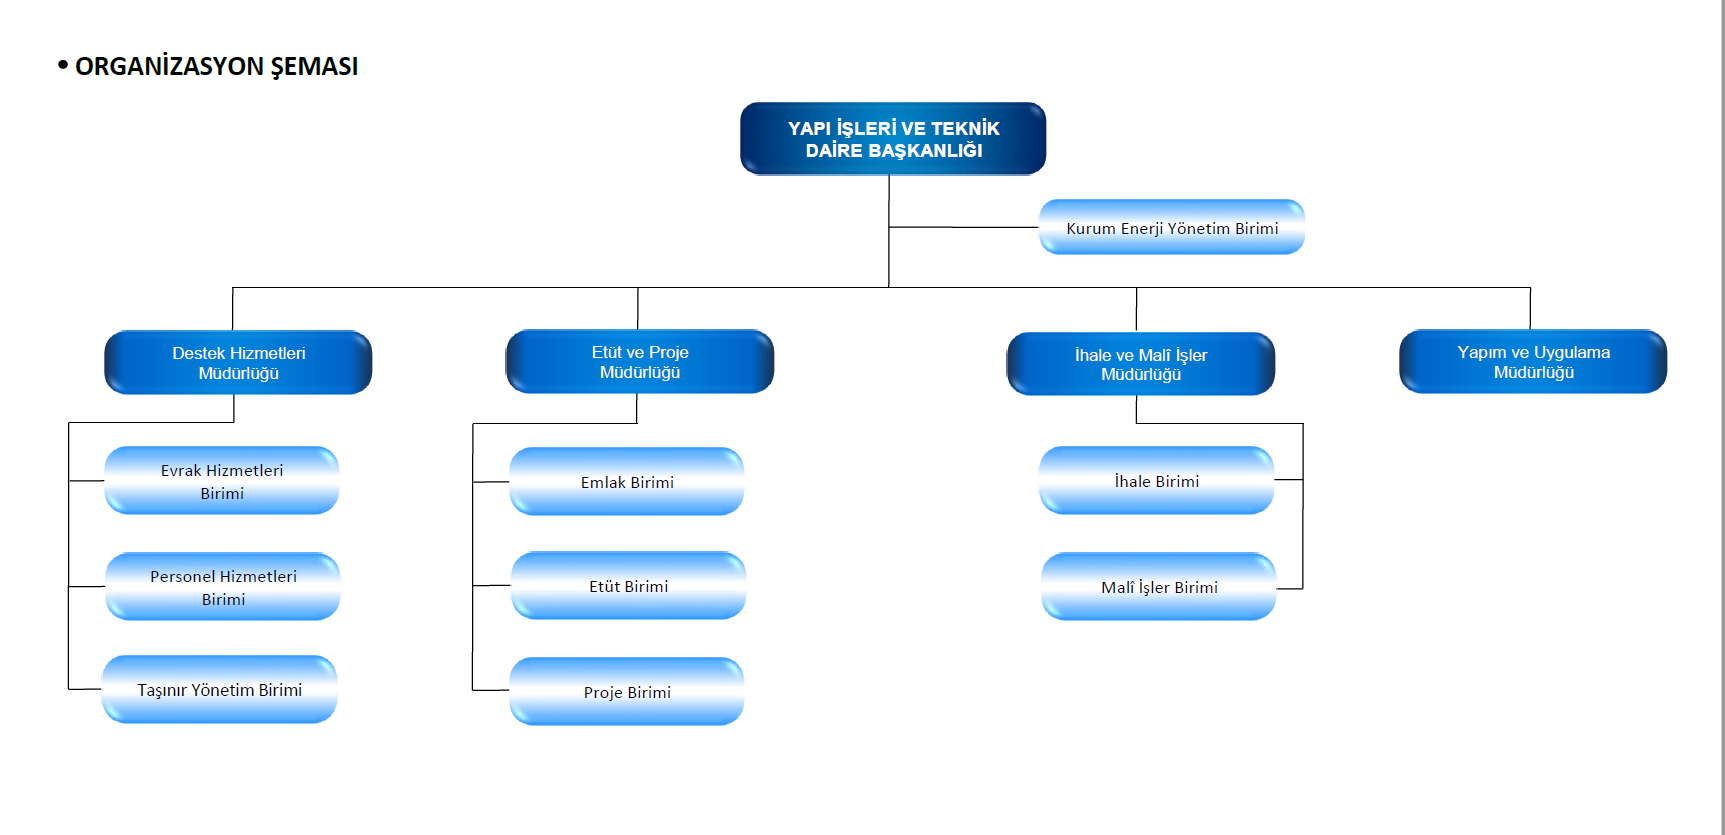 • ORGANİZASYON ŞEMASI
YAPI İŞLERİ VE TEKNİK
DAİRE BAŞKANLIĞI
Kurum Enerji Yönetim Birimi
Destek Hizmetleri
Müdürlüğü
Etüt ve Proje
Müdürlüğü
İhale ve Malî İşler
Müdürlüğü
Yapım ve Uygulama
Müdürlüğü
Evrak Hizmetleri
Birimi
Emlak Birimi
İhale Birimi
Personel Hizmetleri
Birimi
Etüt Birimi
Malî İşler Birimi
Taşınır Yönetim Birimi
Proje Birimi